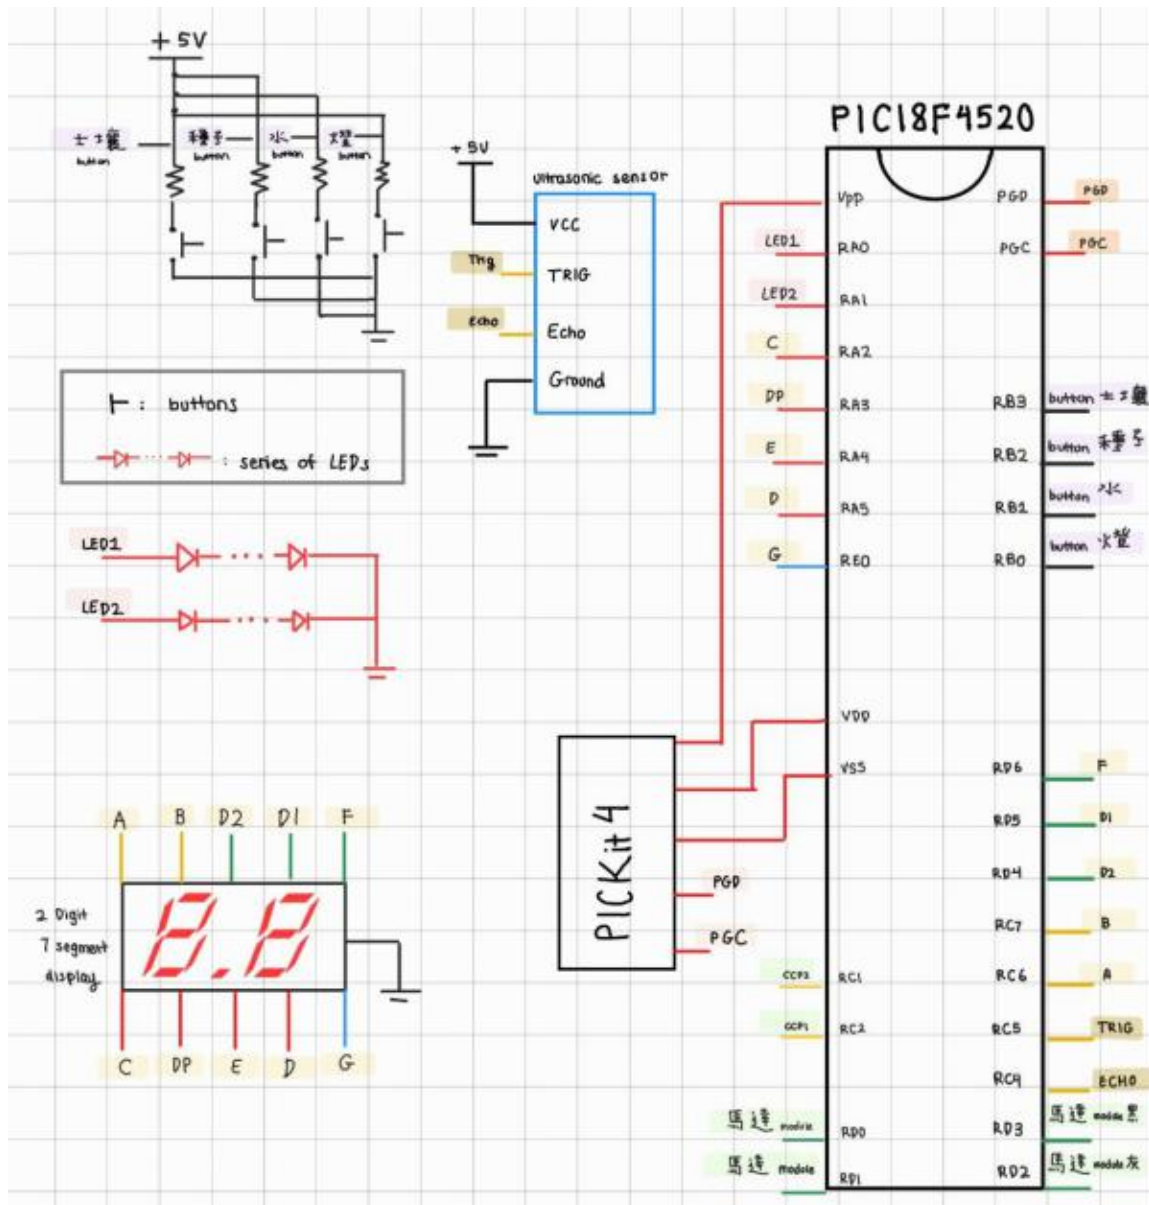 +5V
土壤 button
種子 button
水 button
燈 button
+5V
ultrasonic sensor
VCC
Trig
TRIG
Echo
Echo
Ground
: buttons
: series of LEDs
LED1
LED2
A
B
D2
D1
F
2 Digit
7 segment
display
8.8
C
DP
E
D
G
PICKit 4
PGD
PGC
PIC18F4520
Vpp
LED1
RA0
LED2
RA1
C
RA2
DP
RA3
E
RA4
D
RA5
G
RE0
VDD
VSS
CCP2
RC1
CCP1
RC2
馬達 module
RD0
馬達 module
RD1
PGD
PGD
PGC
PGC
RB3
button 土壤
RB2
button 種子
RB1
button 水
RB0
button 燈
RD6
F
RD5
D1
RD4
D2
RC7
B
RC6
A
RC5
TRIG
RC4
ECHO
RD3
馬達 module 黑
RD2
馬達 module 灰